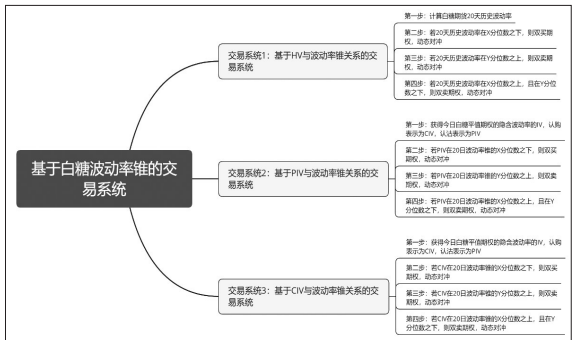 基于白糖波动率锥的交
易系统
交易系统1：基于HV与波动率锥关系的交
易系统
第一步：计算白糖期货20天历史波动率
第二步：若20天历史波动率在X分位数之下，则双买期
权，动态对冲
第三步：若20天历史波动率在Y分位数之上，则双卖期
权，动态对冲
第四步：若20天历史波动率在X分位数之上，且在Y分位
数之下，则双卖期权，动态对冲
交易系统2：基于PIV与波动率锥关系的交
易系统
第一步：获得今日白糖平值期权的隐含波动率的IV，认购
表示为CIV，认沽表示为PIV
第二步：若PIV在20日波动率锥的X分位数之下，则双买
期权，动态对冲
第三步：若PIV在20日波动率锥的Y分位数之上，则双卖
期权，动态对冲
第四步：若PIV在20日波动率锥的X分位数之上，且在Y
分位数之下，则双卖期权，动态对冲
交易系统3：基于CIV与波动率锥关系的交
易系统
第一步：获得今日白糖平值期权的隐含波动率的IV，认购
表示为CIV，认沽表示为PIV
第二步：若CIV在20日波动率锥的X分位数之下，则双买
期权，动态对冲
第三步：若CIV在20日波动率锥的Y分位数之上，则双卖
期权，动态对冲
第四步：若CIV在20日波动率锥的X分位数之上，且在Y
分位数之下，则双卖期权，动态对冲